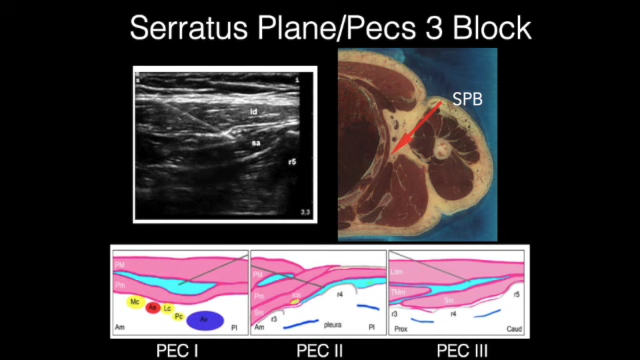 Serratus Plane/Pecs 3 Block
s
i
ld
sa
r5
3.3
SPB
PM
Pm
Mc
Aa
Lc
Pc
Av
Am
Pl
PM
Pm
Sm
r3
r4
Am
pleura
Pl
Ldm
TMm
Sm
r3
r4
r5
Prox
Caud
PEC I
PEC II
PEC III